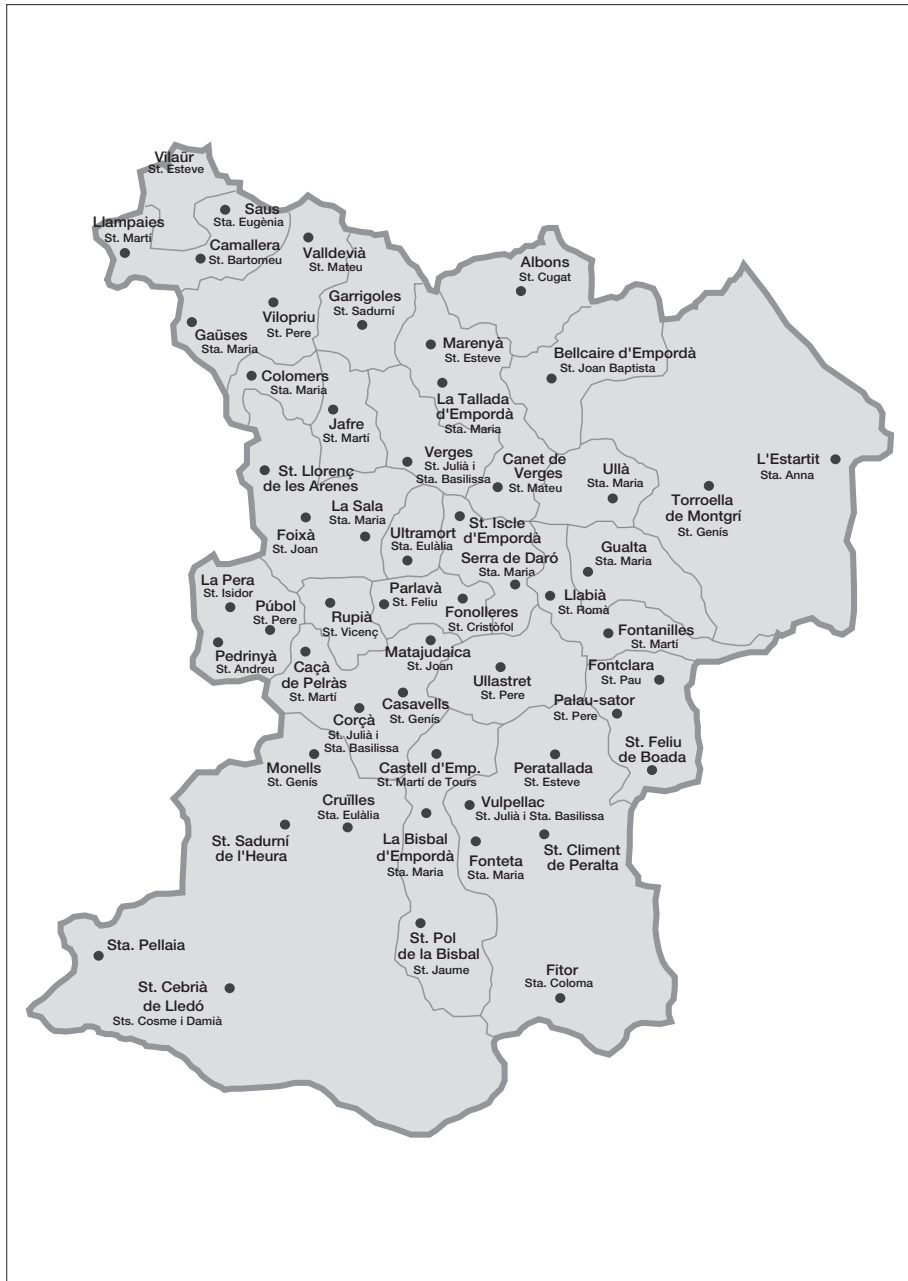 Vilaür
St. Esteve
Saus
Sta. Eugènia
Llampaies
St. Martí
Camallera
St. Bartomeu
Valldevià
St. Mateu
Albons
St. Cugat
Garrigoles
St. Sadurní
Vilopriu
St. Pere
Gaüses
Sta. Maria
Marenyà
St. Esteve
Bellcaire d'Empordà
St. Joan Baptista
Colomers
Sta. Maria
La Tallada
d'Empordà
Sta. Maria
Jafre
St. Martí
Verges
St. Julià i
Sta. Basilissa
Canet de
Verges
St. Mateu
Ullà
Sta. Maria
L'Estartit
Sta. Anna
St. Llorenç
de les Arenes
Torroella
de Montgrí
St. Genís
La Sala
Sta. Maria
Foixà
St. Joan
Ultramort
Sta. Eulàlia
St. Iscle
d'Empordà
Serra de Daró
Sta. Maria
Gualta
Sta. Maria
La Pera
St. Isidor
Púbol
St. Pere
Rupià
St. Vicenç
Parlavà
St. Feliu
Fonolleres
St. Cristòfol
Llabià
St. Romà
Fontanilles
St. Martí
Pedrinyà
St. Andreu
Caçà
de Pelràs
St. Martí
Matajudaica
St. Joan
Ullastret
St. Pere
Fontclara
St. Pau
Casavells
St. Genís
Palau-sator
St. Pere
Corçà
St. Julià i
Sta. Basilissa
St. Feliu
de Boada
Monells
St. Genís
Castell d'Emp.
St. Martí de Tours
Peratallada
St. Esteve
Cruïlles
Sta. Eulàlia
Vulpellac
St. Julià i Sta. Basilissa
St. Sadurní
de l'Heura
La Bisbal
d'Empordà
Sta. Maria
Fonteta
Sta. Maria
St. Climent
de Peralta
Sta. Pellaia
St. Pol
de la Bisbal
St. Jaume
Fitor
Sta. Coloma
St. Cebrià
de Lledó
Sts. Cosme i Damià